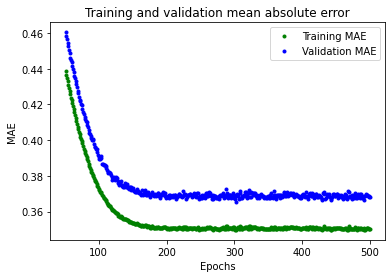 Training and validation mean absolute error
Training MAE
Validation MAE
MAE
0.46
0.44
0.42
0.40
0.38
0.36
100
200
300
400
500
Epochs